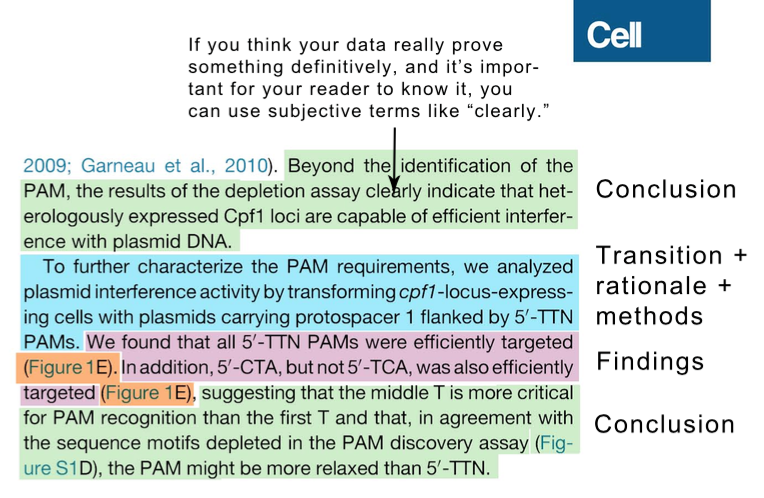 Cell
If you think your data really prove
something definitively, and it's impor-
tant for your reader to know it, you
can use subjective terms like “clearly.”
2009; Garneau et al., 2010). Beyond the identification of the
PAM, the results of the depletion assay clearly indicate that het-
erologously expressed Cpf1 loci are capable of efficient interfer-
ence with plasmid DNA.
Conclusion
To further characterize the PAM requirements, we analyzed
plasmid interference activity by transforming cpf1-locus-express-
ing cells with plasmids carrying protospacer 1 flanked by 5′-TTN
PAMs. We found that all 5′-TTN PAMs were efficiently targeted
(Figure 1E). In addition, 5′-CTA, but not 5′-TCA, was also efficiently
targeted (Figure 1E), suggesting that the middle T is more critical
for PAM recognition than the first T and that, in agreement with
the sequence motifs depleted in the PAM discovery assay (Fig-
ure S1D), the PAM might be more relaxed than 5′-TTN.
Transition +
rationale +
methods
Findings
Conclusion